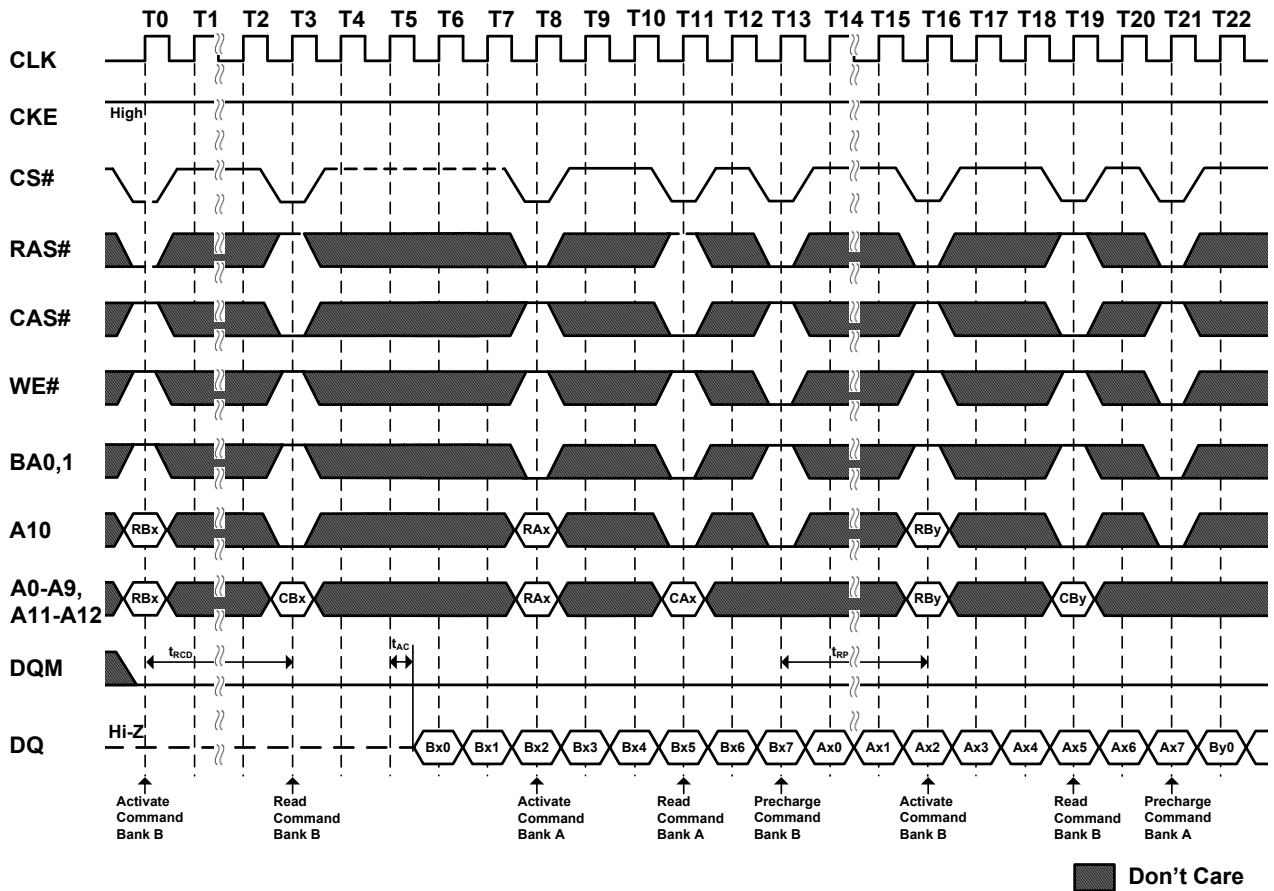 T0 T1 T2 T3 T4 T5 T6 T7 T8 T9 T10 T11 T12 T13 T14 T15 T16 T17 T18 T19 T20 T21 T22
CLK
CKE
High
CS#
RAS#
CAS#
WE#
BA0,1
A10
RBx RAx RBy
A0-A9,
A11-A12
RBx CBx RAx CAx RBy CBy
DQM
tRCD tAC tRP
DQ
Hi-Z
Bx0 Bx1 Bx2 Bx3 Bx4 Bx5 Bx6 Bx7 Ax0 Ax1 Ax2 Ax3 Ax4 Ax5 Ax6 Ax7 By0
Activate
Command
Bank B
Read
Command
Bank B
Activate
Command
Bank A
Read
Command
Bank A
Precharge
Command
Bank B
Activate
Command
Bank B
Read
Command
Bank B
Precharge
Command
Bank A
Don't Care